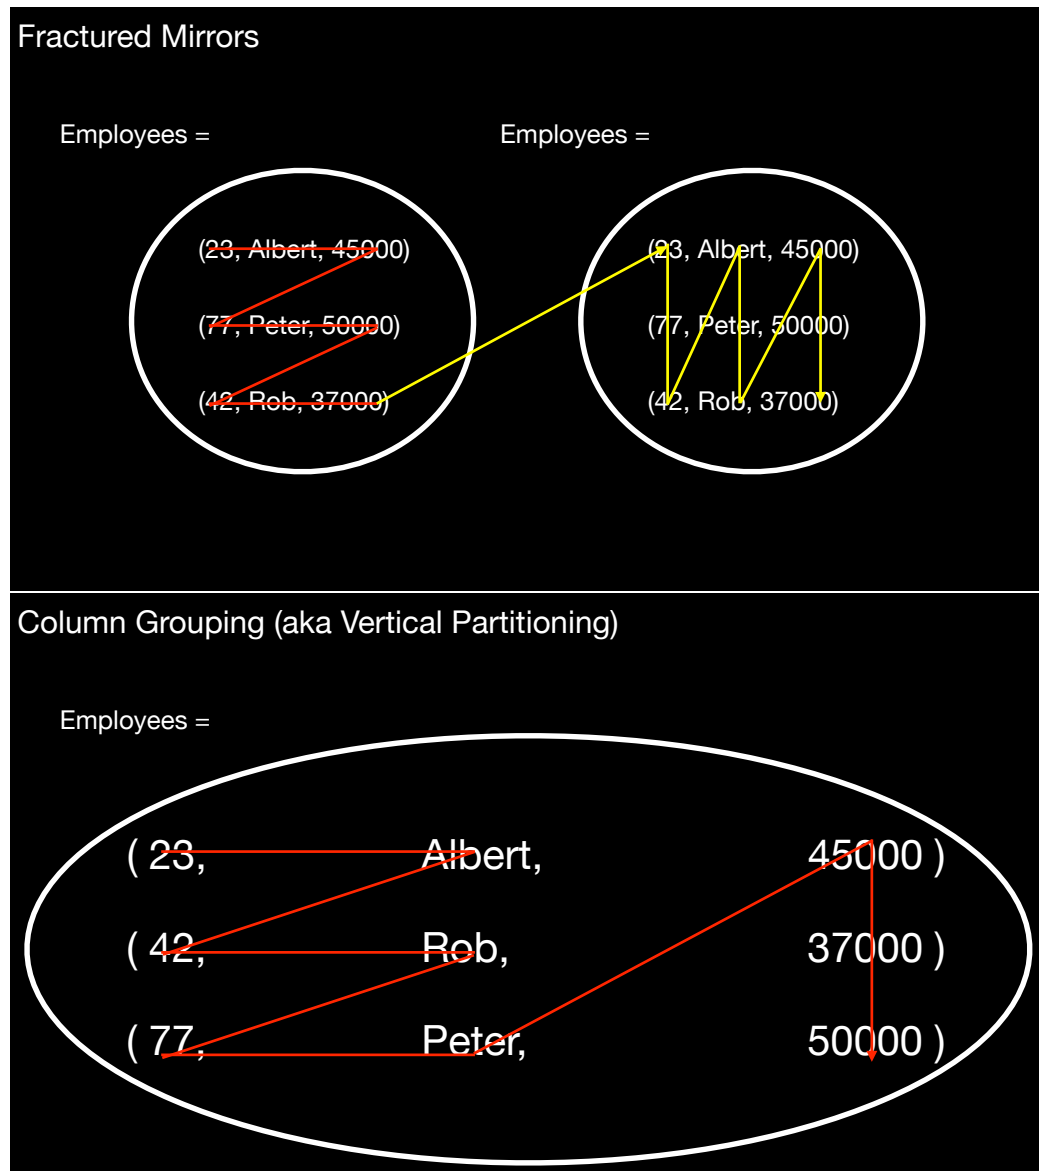 Fractured Mirrors
Employees =
(23, Albert, 45000)
(77, Peter, 50000)
(42, Rob, 37000)
Employees =
(23, Albert, 45000)
(77, Peter, 50000)
(42, Rob, 37000)
Column Grouping (aka Vertical Partitioning)
Employees =
( 23, Albert, 45000 )
( 42, Rob, 37000 )
( 77, Peter, 50000 )